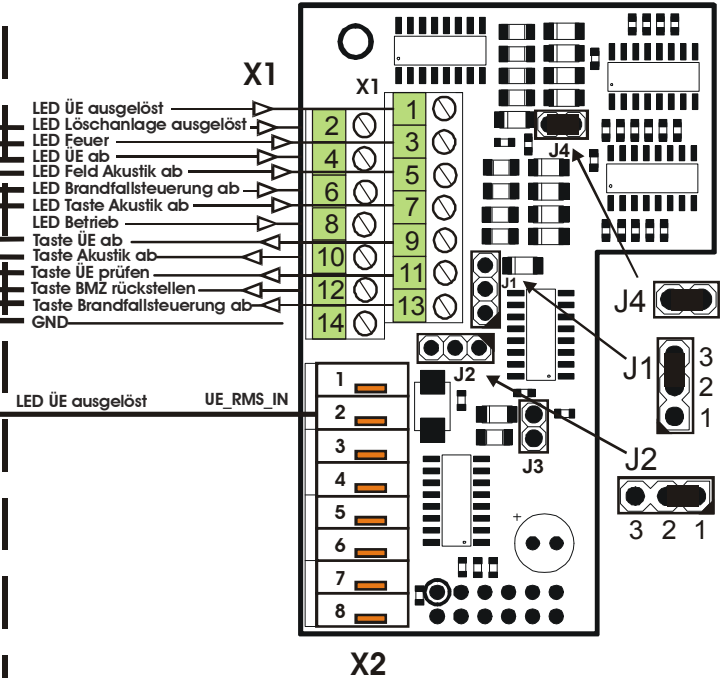 X1
X1
LED ÜE ausgelöst
LED Löschanlage ausgelöst
LED Feuer
LED ÜE ab
LED Feld Akustik ab
LED Brandfallsteuerung ab
LED Taste Akustik ab
LED Betrieb
Taste ÜE ab
Taste Akustik ab
Taste ÜE prüfen
Taste BMZ rückstellen
Taste Brandfallsteuerung ab
GND
1
2
3
4
5
6
7
8
9
10
11
12
13
14
J4
J1
J2
J3
J4
J1
3
2
1
J2
3 2 1
LED ÜE ausgelöst UE_RMS_IN
1
2
3
4
5
6
7
8
+
X2